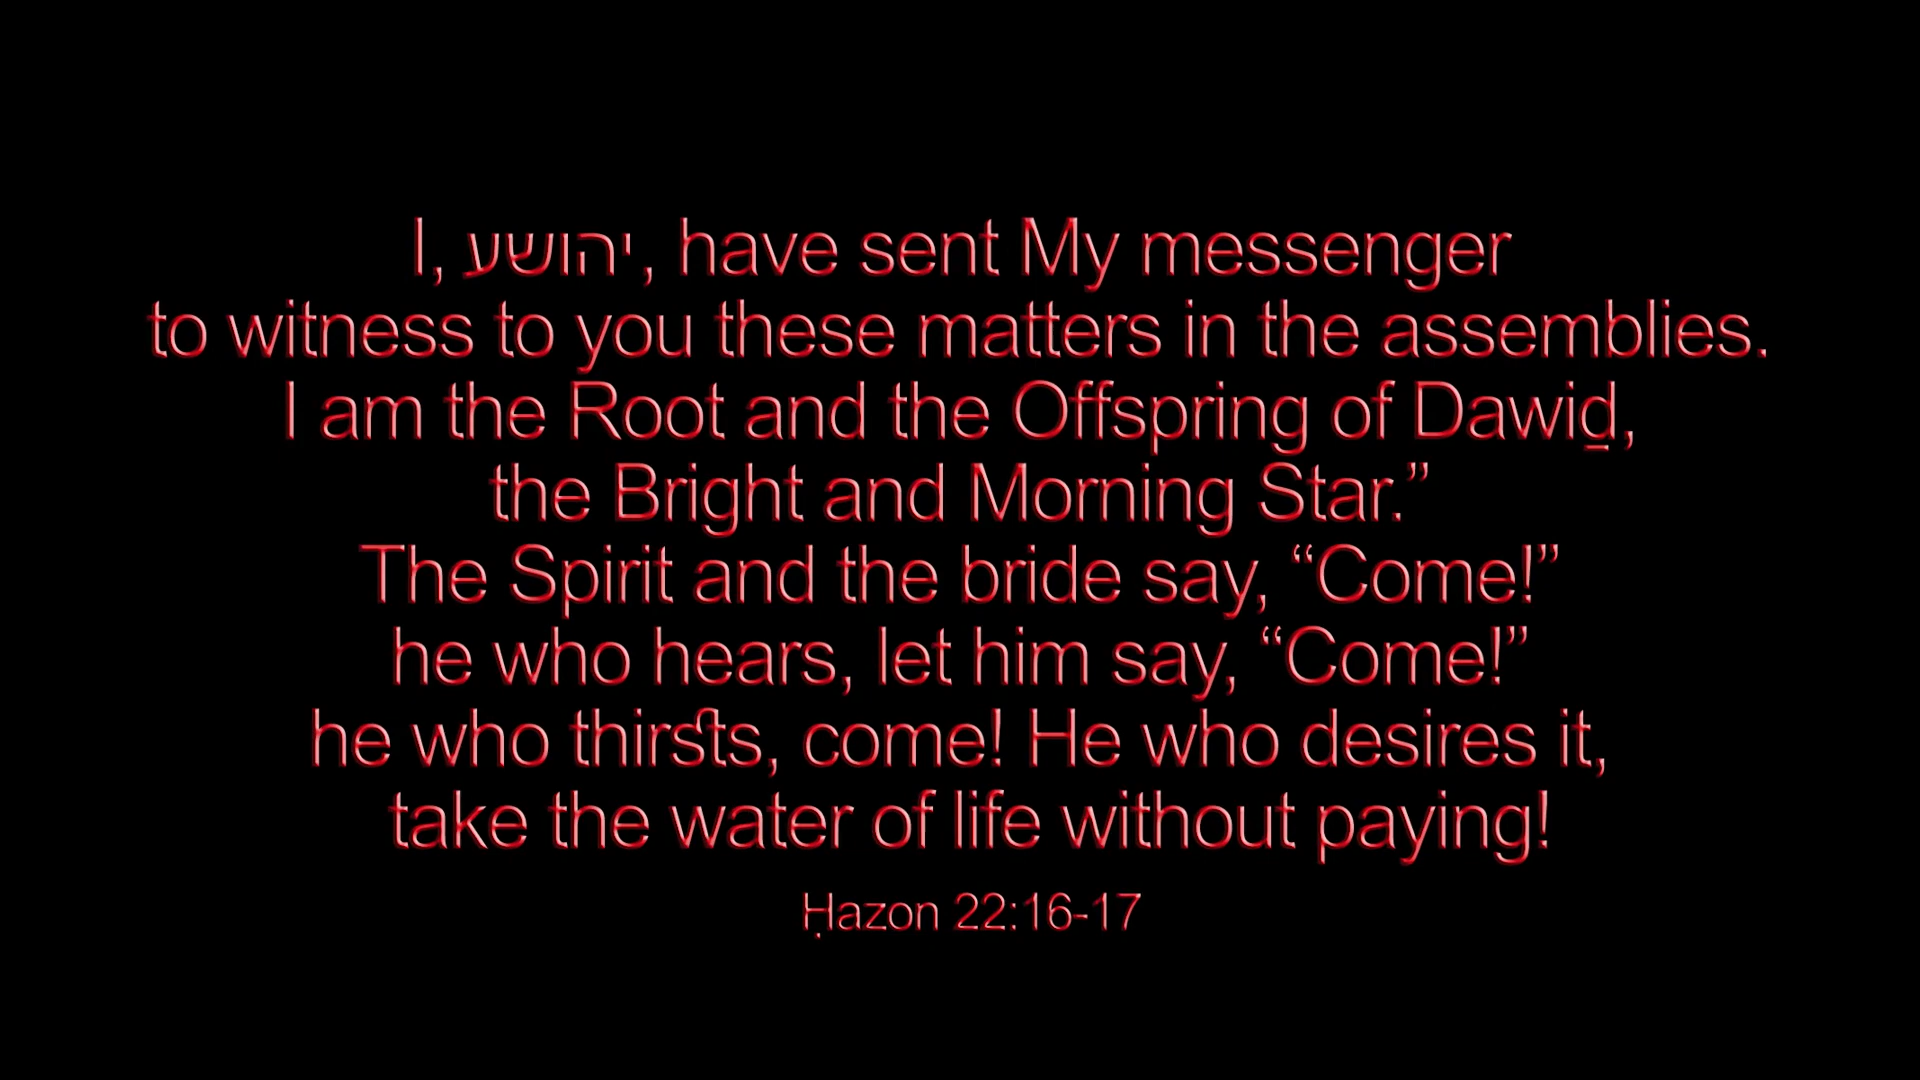 I, יהושע, have sent My messenger
to witness to you these matters in the assemblies.
I am the Root and the Offspring of Dawiḏ,
the Bright and Morning Star.”
The Spirit and the bride say, “Come!”
he who hears, let him say, “Come!”
he who thirsts, come! He who desires it,
take the water of life without paying!
Ḥazon 22:16-17